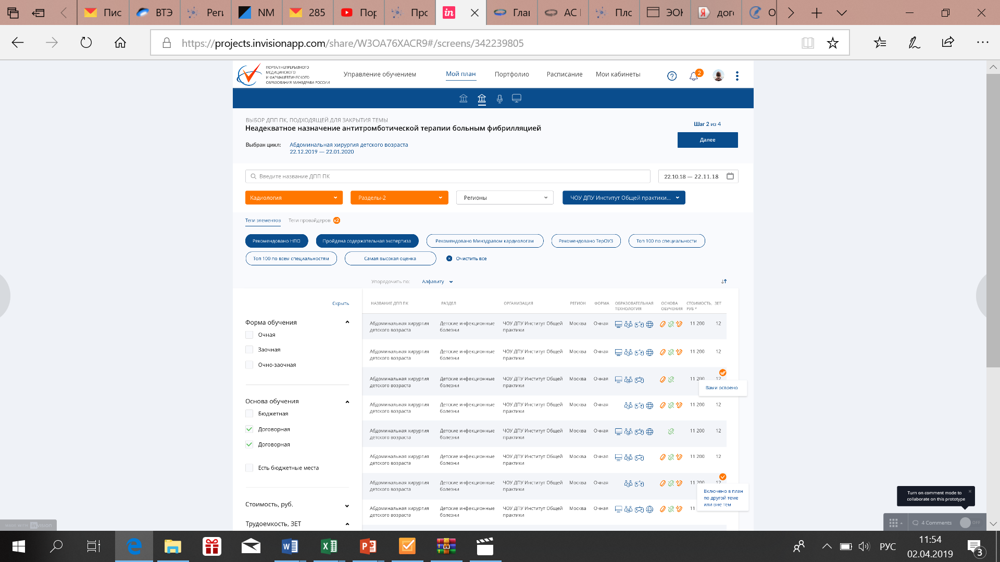 Пис
ВТЭ
Реги
NM
285
Пор
Про
in
Глав
АС
Плс
ЭОК
дого
О
https://projects.invisionapp.com/share/W3OA76XACR9#/screens/342239805
ПОРТАЛ НЕПРЕРЫВНОГО
МЕДИЦИНСКОГО
И ФАРМАЦЕВТИЧЕСКОГО
ОБРАЗОВАНИЯ МИНЗДРАВА РОССИИ
Управление обучением
Мой план
Портфолио
Расписание
Мои кабинеты
2
ВЫБОР ДПП ПК, ПОДХОДЯЩЕЙ ДЛЯ ЗАКРЫТИЯ ТЕМЫ
Неадекватное назначение антитромботической терапии больным фибрилляцией
Шаг 2 из 4
Далее
Выбран цикл: Абдоминальная хирургия детского возраста
22.12.2019 — 22.01.2020
Введите название ДПП ПК
22.10.18 — 22.11.18
Кадиология
Разделы-2
Регионы
ЧОУ ДПУ Институт Общей практики...
Теги элементов
Теги провайдеров x2
Рекомендовано НПО
Пройдена содержательная экспертиза
Рекомендовано Минздравом кардиологам
Рекомендовано ТерОУЗ
Топ 100 по специальности
Топ 100 по всем специальностям
Самая высокая оценка
Очистить все
Упорядочить по: Алфавиту
Скрыть
Форма обучения
Очная
Заочная
Очно-заочная
Основа обучения
Бюджетная
Договорная
Договорная
Есть бюджетные места
Стоимость, руб.
Трудоемкость, ЗЕТ
НАЗВАНИЕ ДПП ПК РАЗДЕЛ ОРГАНИЗАЦИЯ РЕГИОН ФОРМА ОБРАЗОВАТЕЛЬНАЯ ОСНОВА СТОИМОСТЬ, ЗЕТ
ТЕХНОЛОГИЯ ОБУЧЕНИЯ РУБ *
Абдоминальная хирургия Детские инфекционные ЧОУ ДПУ Институт Общей Москва Очная 11 200 12
детского возраста болезни практики
Абдоминальная хирургия Детские инфекционные ЧОУ ДПУ Институт Общей Москва Очная 11 200 12
детского возраста болезни практики
Абдоминальная хирургия Детские инфекционные ЧОУ ДПУ Институт Общей Москва Очная 11 200 12
детского возраста болезни практики
Вами освоено
Абдоминальная хирургия Детские инфекционные ЧОУ ДПУ Институт Общей Москва Очная 11 200 12
детского возраста болезни практики
Абдоминальная хирургия Детские инфекционные ЧОУ ДПУ Институт Общей Москва Очная 11 200 12
детского возраста болезни практики
Абдоминальная хирургия Детские инфекционные ЧОУ ДПУ Институт Общей Москва Очная 11 200 12
детского возраста болезни практики
Абдоминальная хирургия Детские инфекционные ЧОУ ДПУ Институт Общей Москва Очная 11 200 12
детского возраста болезни практики
Включено в план
по другой теме
или вне тем
Абдоминальная хирургия Детские инфекционные ЧОУ ДПУ Институт Общей Москва Очная 11
детского возраста болезни практики
Turn on comment mode to
collaborate on this prototype
MADE WITH invision
4 Comments
OFF
РУС
11:54
02.04.2019
3